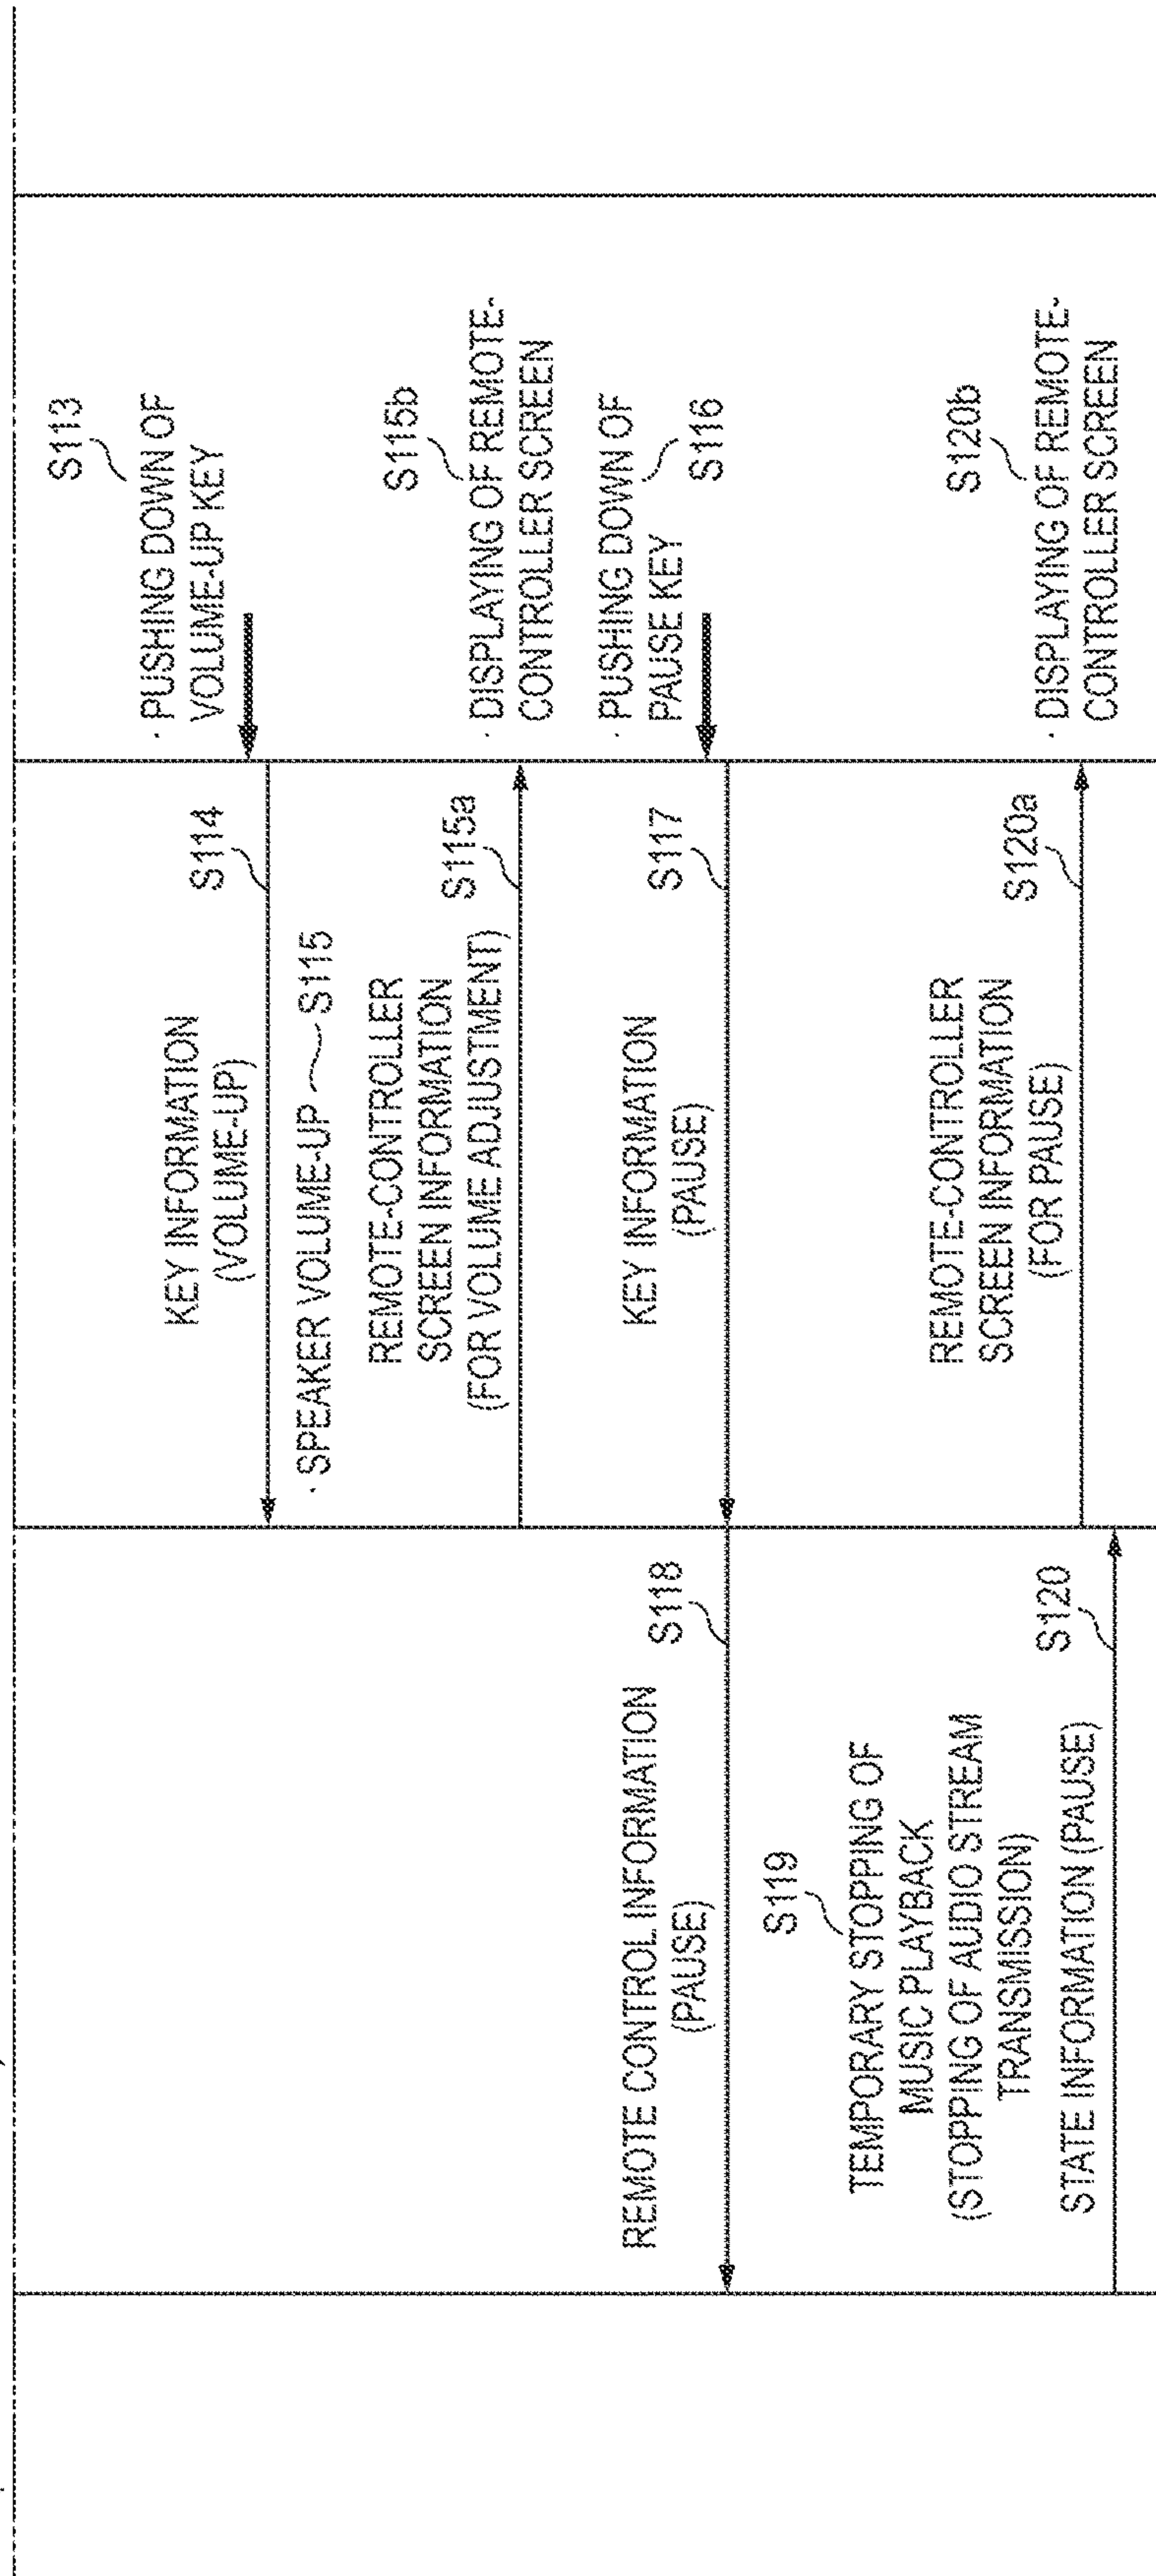 S113
· PUSHING DOWN OF
VOLUME-UP KEY
S114
KEY INFORMATION
(VOLUME-UP)
· SPEAKER VOLUME-UP
S115
REMOTE-CONTROLLER
SCREEN INFORMATION
(FOR VOLUME ADJUSTMENT)
S115a
S115b
· DISPLAYING OF REMOTE-
CONTROLLER SCREEN
· PUSHING DOWN OF
PAUSE KEY
S116
KEY INFORMATION
(PAUSE)
S117
REMOTE CONTROL INFORMATION
(PAUSE)
S118
S119
TEMPORARY STOPPING OF
MUSIC PLAYBACK
(STOPPING OF AUDIO STREAM
TRANSMISSION)
STATE INFORMATION (PAUSE)
S120
REMOTE-CONTROLLER
SCREEN INFORMATION
(FOR PAUSE)
S120a
S120b
· DISPLAYING OF REMOTE-
CONTROLLER SCREEN